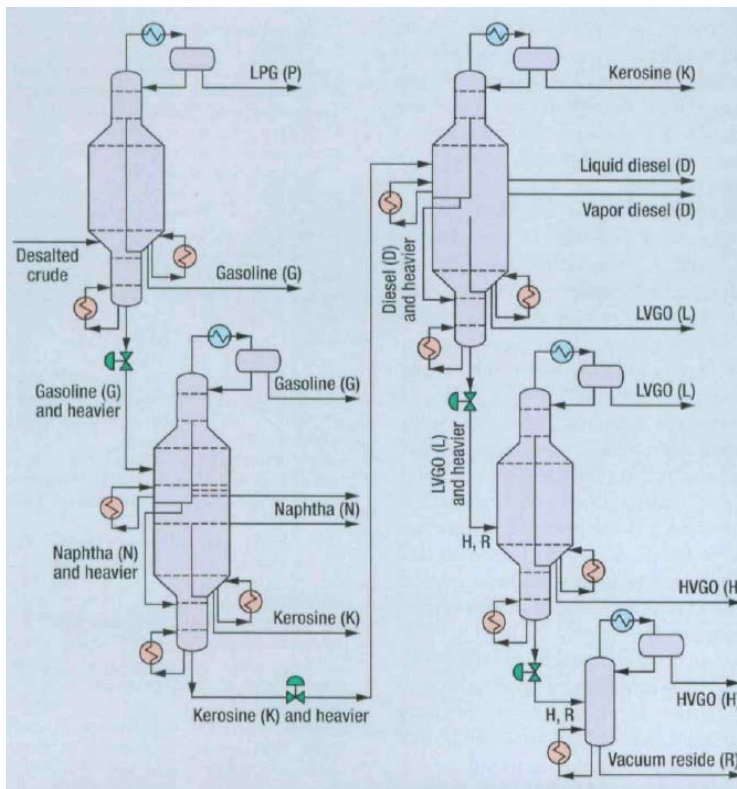 LPG (P)
Desalted
crude
Gasoline (G)
Gasoline (G)
and heavier
Gasoline (G)
Naphtha (N)
Naphtha (N)
and heavier
Kerosine (K)
Kerosine (K) and heavier
Kerosine (K)
Liquid diesel (D)
Vapor diesel (D)
Diesel (D)
and heavier
LVGO (L)
LVGO (L)
LVGO (L)
and heavier
H, R
HVGO (H
H, R
HVGO (H)
Vacuum reside (R)